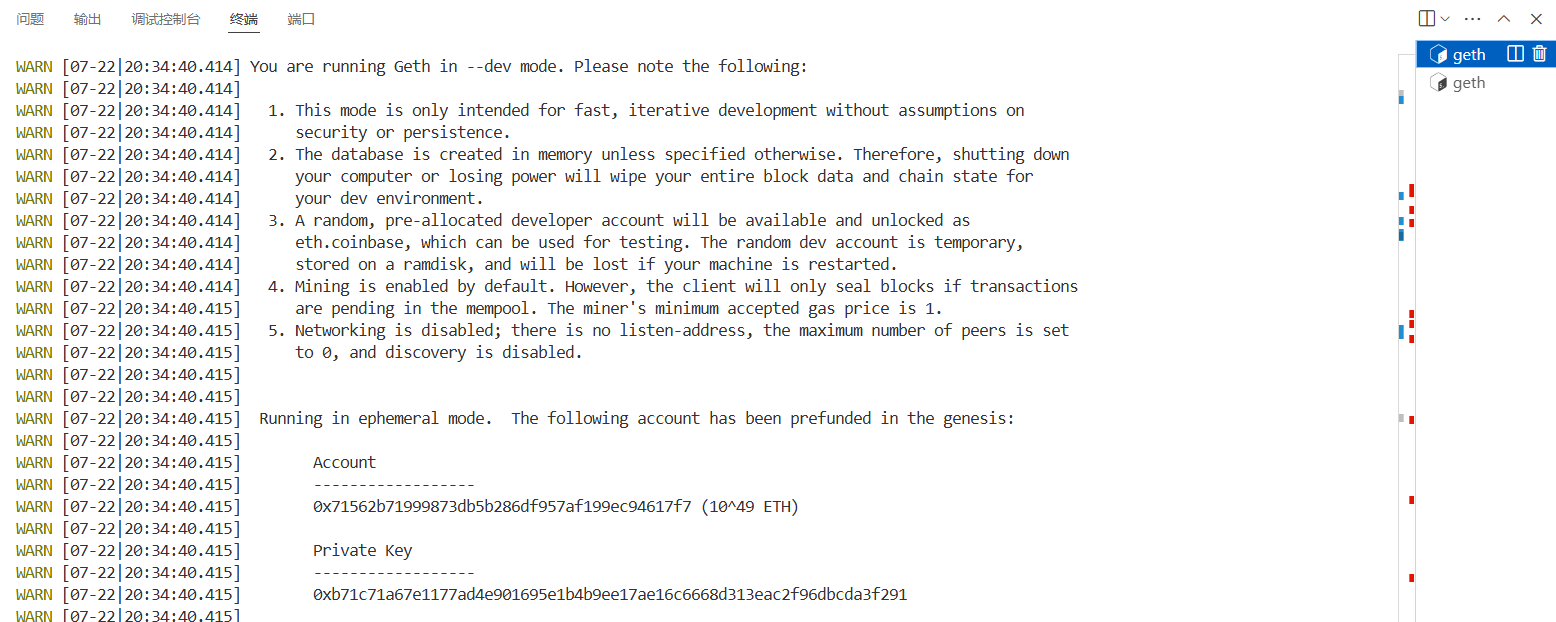 问题 输出 调试控制台 终端 端口
geth
geth
WARN [07-22|20:34:40.414] You are running Geth in --dev mode. Please note the following:
WARN [07-22|20:34:40.414]
WARN [07-22|20:34:40.414] 1. This mode is only intended for fast, iterative development without assumptions on
WARN [07-22|20:34:40.414] security or persistence.
WARN [07-22|20:34:40.414] 2. The database is created in memory unless specified otherwise. Therefore, shutting down
WARN [07-22|20:34:40.414] your computer or losing power will wipe your entire block data and chain state for
WARN [07-22|20:34:40.414] your dev environment.
WARN [07-22|20:34:40.414] 3. A random, pre-allocated developer account will be available and unlocked as
WARN [07-22|20:34:40.414] eth.coinbase, which can be used for testing. The random dev account is temporary,
WARN [07-22|20:34:40.414] stored on a ramdisk, and will be lost if your machine is restarted.
WARN [07-22|20:34:40.414] 4. Mining is enabled by default. However, the client will only seal blocks if transactions
WARN [07-22|20:34:40.415] are pending in the mempool. The miner's minimum accepted gas price is 1.
WARN [07-22|20:34:40.415] 5. Networking is disabled; there is no listen-address, the maximum number of peers is set
WARN [07-22|20:34:40.415] to 0, and discovery is disabled.
WARN [07-22|20:34:40.415]
WARN [07-22|20:34:40.415]
WARN [07-22|20:34:40.415] Running in ephemeral mode.  The following account has been prefunded in the genesis:
WARN [07-22|20:34:40.415]
WARN [07-22|20:34:40.415] Account
WARN [07-22|20:34:40.415] ------------------
WARN [07-22|20:34:40.415] 0x71562b71999873db5b286df957af199ec94617f7 (10^49 ETH)
WARN [07-22|20:34:40.415]
WARN [07-22|20:34:40.415] Private Key
WARN [07-22|20:34:40.415] ------------------
WARN [07-22|20:34:40.415] 0xb71c71a67e1177ad4e901695e1b4b9ee17ae16c6668d313eac2f96dbcda3f291
WARN [07-22|20:34:40.415]